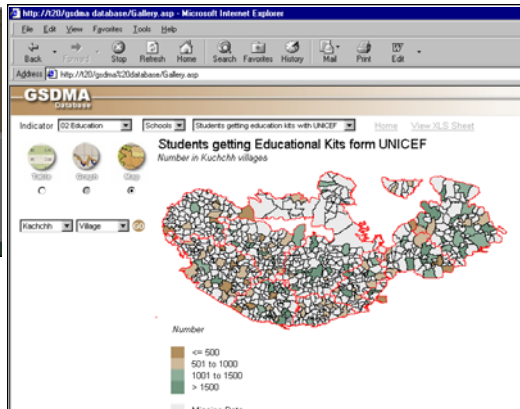 http://t20/gsdma database/Gallery.asp - Microsoft Internet Explorer
File Edit View Favorites Tools Help
Back Forward Stop Refresh Home Search Favorites History Mail Print Edit
Address http://t20/gsdma%20database/Gallery.asp
GSDMA
Database
Indicator 02 Education Schools Students getting education kits with UNICEF Home View XLS Sheet
Students getting Educational Kits form UNICEF
Number in Kuchchh villages
Table Graph Map
Kachchh Village GO
Number
<= 500
501 to 1000
1001 to 1500
> 1500
Missing Data